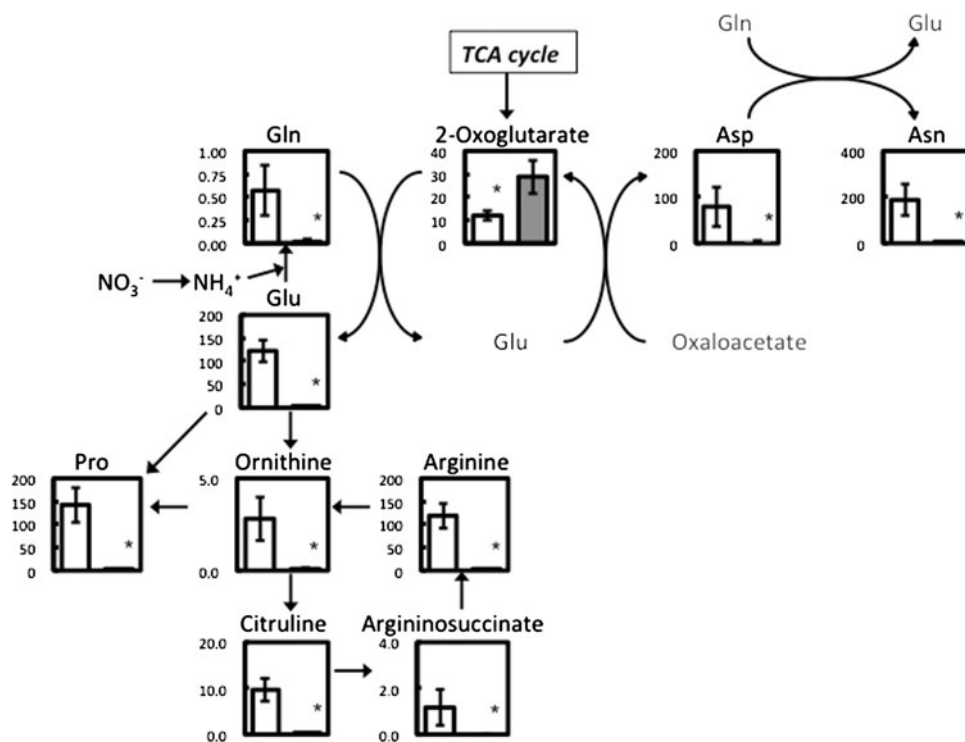 Gln
Glu
TCA cycle
Gln
2-Oxoglutarate
Asp
Asn
1.00
0.75
0.50
0.25
0.00
*
40
30
20
10
0
*
200
100
0
*
400
200
0
*
NO₃⁻
NH₄⁺
Glu
200
150
100
50
0
*
Glu
Oxaloacetate
Pro
200
150
100
50
0
*
Ornithine
5.0
0.0
*
Arginine
200
150
100
50
0
*
Citruline
20.0
10.0
0.0
*
Argininosuccinate
4.0
2.0
0.0
*